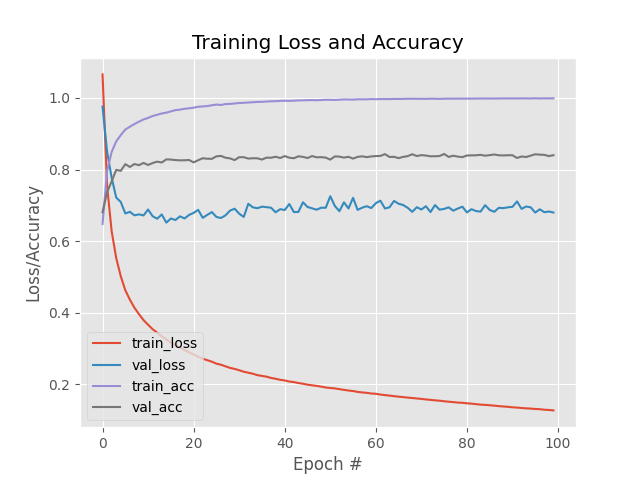 Training Loss and Accuracy
Loss/Accuracy
1.0
0.8
0.6
0.4
0.2
train_loss
val_loss
train_acc
val_acc
0 20 40 60 80 100
Epoch #